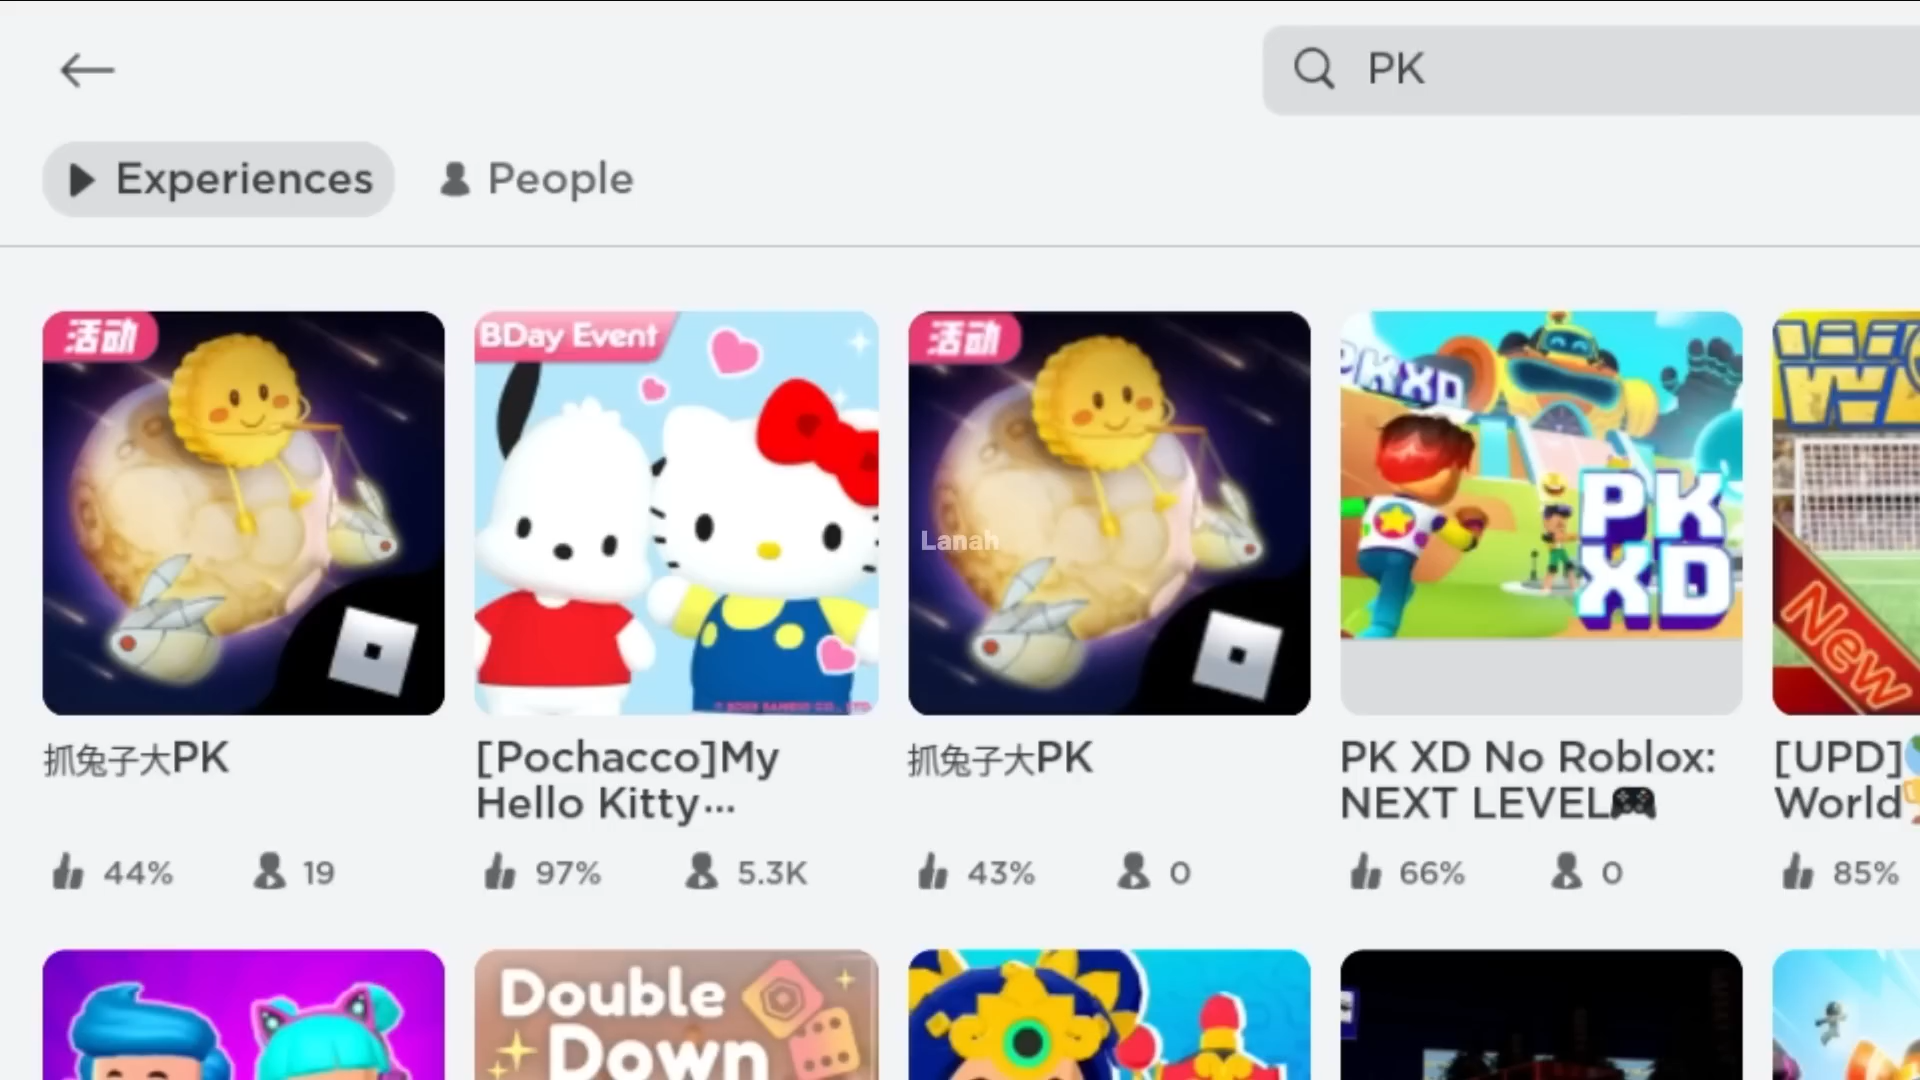 PK
Experiences
People
活动
BDay Event
活动
PKXD
PK
XD
New
Lanah
抓兔子大PK
[Pochacco]My
Hello Kitty...
抓兔子大PK
PK XD No Roblox:
NEXT LEVEL🎮
[UPD]
World
44%
19
97%
5.3K
43%
0
66%
0
85%
Double
Down